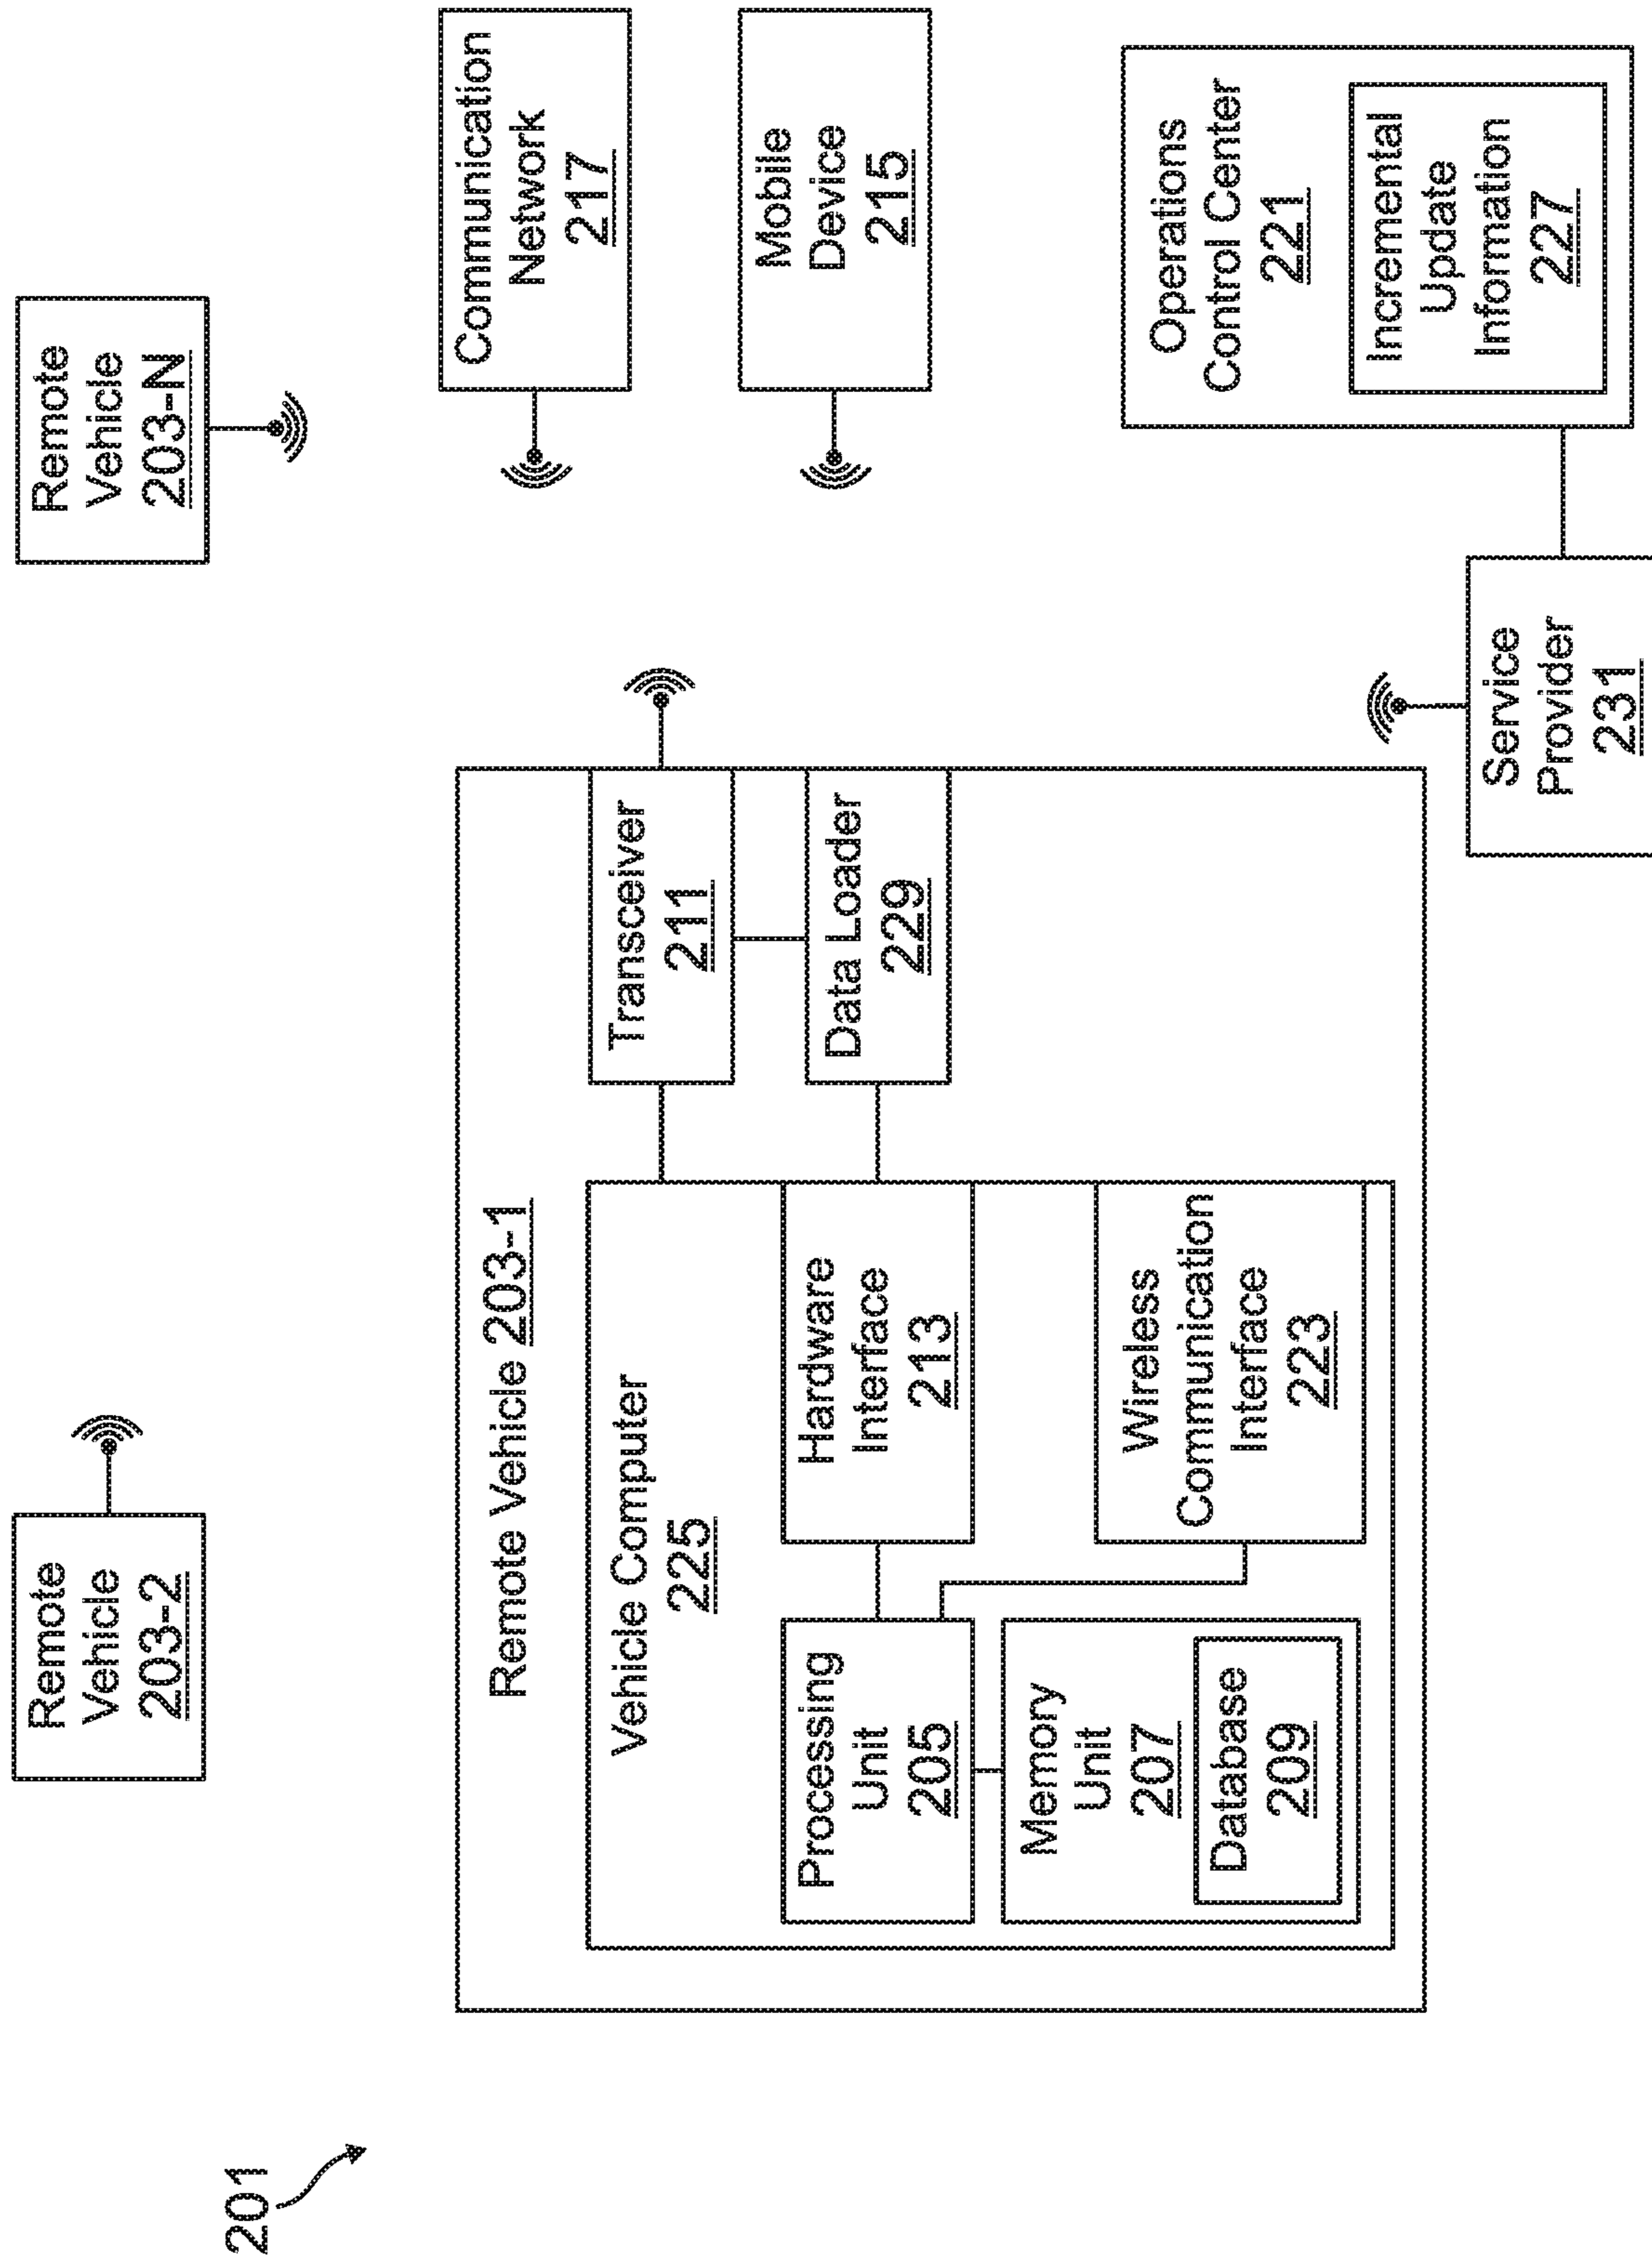 201
Remote
Vehicle
203-2
Remote
Vehicle
203-N
Remote Vehicle 203-1
Vehicle Computer
225
Processing
Unit
205
Memory
Unit
207
Database
209
Hardware
Interface
213
Wireless
Communication
Interface
223
Transceiver
211
Data Loader
229
Communication
Network
217
Mobile
Device
215
Service
Provider
231
Operations
Control Center
221
Incremental
Update
Information
227